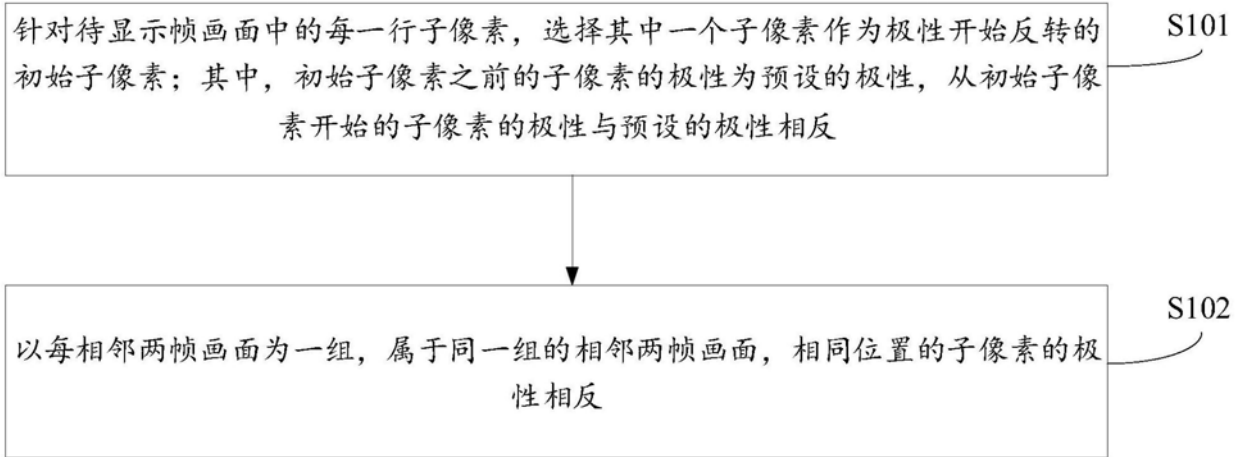 针对待显示帧画面中的每一行子像素，选择其中一个子像素作为极性开始反转的
S101
初始子像素；其中，初始子像素之前的子像素的极性为预设的极性，从初始子像
素开始的子像素的极性与预设的极性相反
S102
以每相邻两帧画面为一组，属于同一组的相邻两帧画面，相同位置的子像素的极
性相反